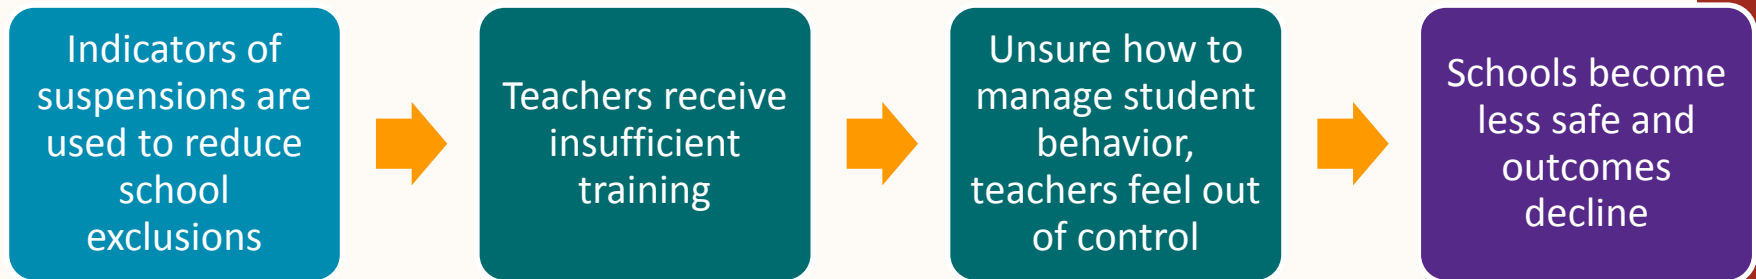 Indicators of
suspensions are
used to reduce
school
exclusions
Teachers receive
insufficient
training
Unsure how to
manage student
behavior,
teachers feel out
of control
Schools become
less safe and
outcomes
decline